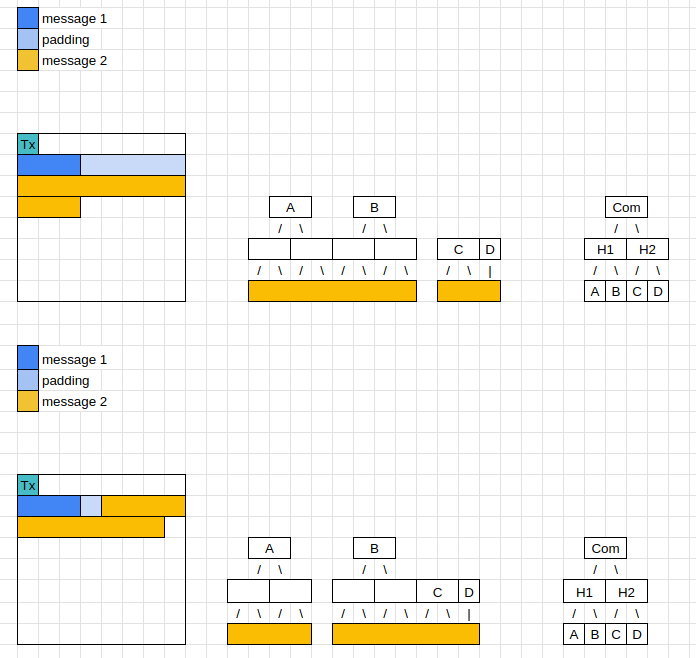 message 1
padding
message 2
Tx
A B Com
/ \ / \ / \
C D H1 H2
/ \ / \ / \ / \ / \ | / \ / \
A B C D
message 1
padding
message 2
Tx
A B Com
/ \ / \ / \
C D H1 H2
/ \ / \ / \ / \ / \ | / \ / \
A B C D